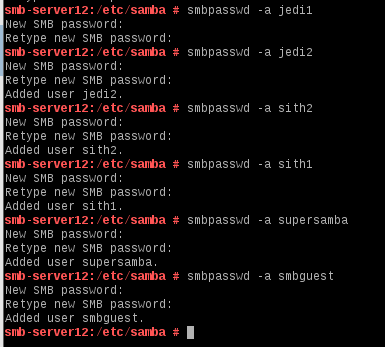 Retype new SMB password:
smb-server12:/etc/samba # smbpasswd -a jedi1
New SMB password:
Retype new SMB password:
smb-server12:/etc/samba # smbpasswd -a jedi2
New SMB password:
Retype new SMB password:
Added user jedi2.
smb-server12:/etc/samba # smbpasswd -a sith2
New SMB password:
Retype new SMB password:
Added user sith2.
smb-server12:/etc/samba # smbpasswd -a sith1
New SMB password:
Retype new SMB password:
Added user sith1.
smb-server12:/etc/samba # smbpasswd -a supersamba
New SMB password:
Retype new SMB password:
Added user supersamba.
smb-server12:/etc/samba # smbpasswd -a smbguest
New SMB password:
Retype new SMB password:
Added user smbguest.
smb-server12:/etc/samba #